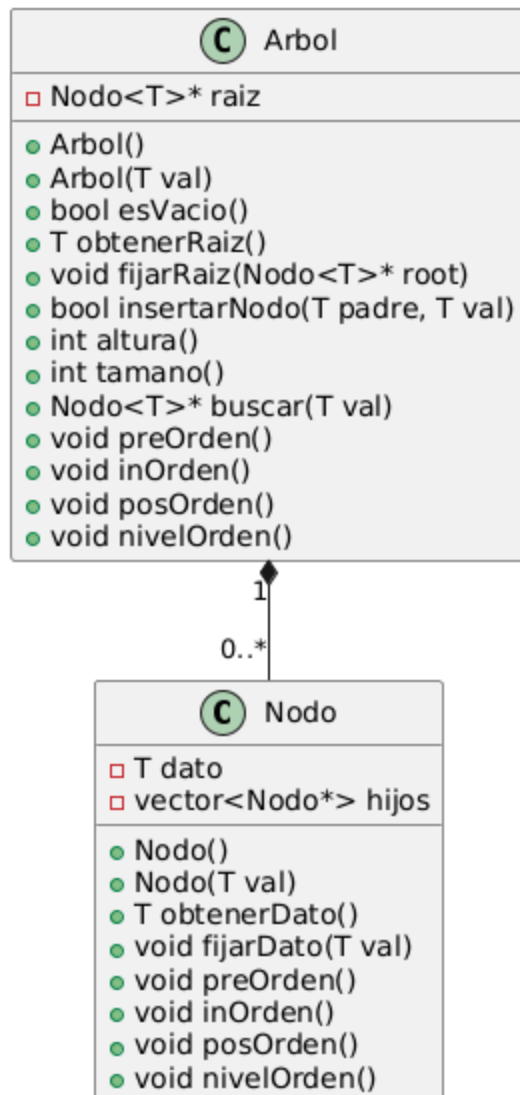 C Arbol
Nodo<T>* raiz
Arbol()
Arbol(T val)
bool esVacio()
T obtenerRaiz()
void fijarRaiz(Nodo<T>* root)
bool insertarNodo(T padre, T val)
int altura()
int tamano()
Nodo<T>* buscar(T val)
void preOrden()
void inOrden()
void posOrden()
void nivelOrden()
1
0..*
C Nodo
T dato
vector<Nodo*> hijos
Nodo()
Nodo(T val)
T obtenerDato()
void fijarDato(T val)
void preOrden()
void inOrden()
void posOrden()
void nivelOrden()